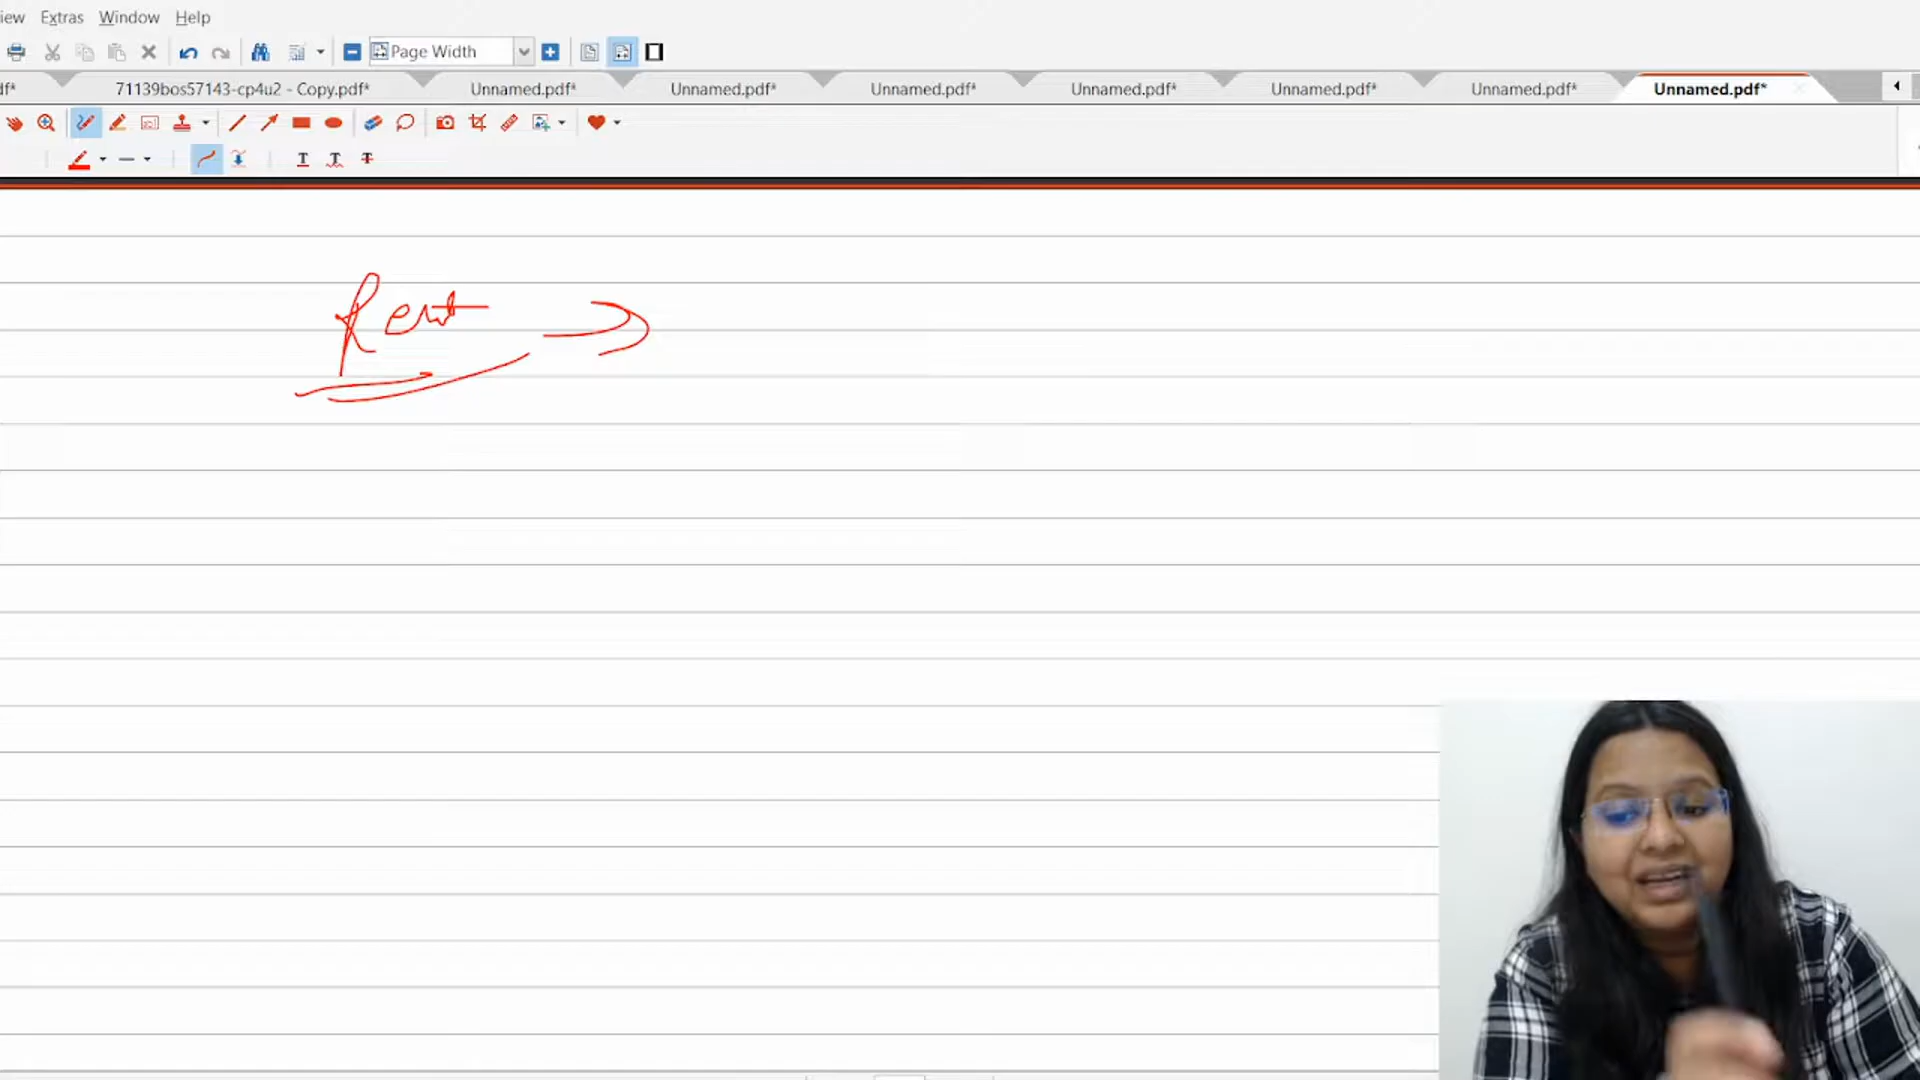 iew Extras Window Help
Page Width
df* 71139bos57143-cp4u2 - Copy.pdf* Unnamed.pdf* Unnamed.pdf* Unnamed.pdf* Unnamed.pdf* Unnamed.pdf* Unnamed.pdf* Unnamed.pdf*
T T T
Rent